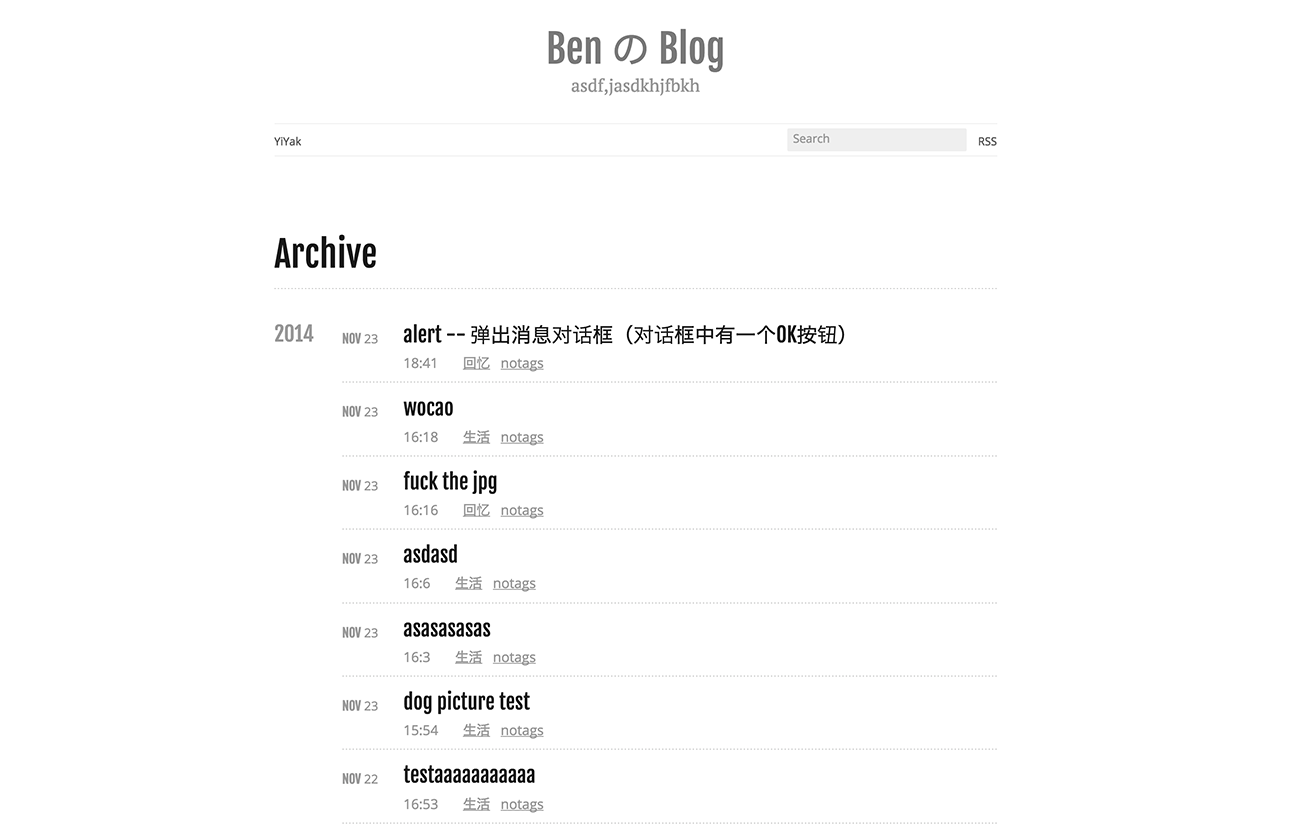 Ben の Blog
asdf,jasdkhjfbkh
YiYak Search RSS
Archive
2014 NOV 23 alert -- 弹出消息对话框（对话框中有一个OK按钮）
18:41 回忆 notags
NOV 23 wocao
16:18 生活 notags
NOV 23 fuck the jpg
16:16 回忆 notags
NOV 23 asdasd
16:6 生活 notags
NOV 23 asasasasas
16:3 生活 notags
NOV 23 dog picture test
15:54 生活 notags
NOV 22 testaaaaaaaaaaa
16:53 生活 notags